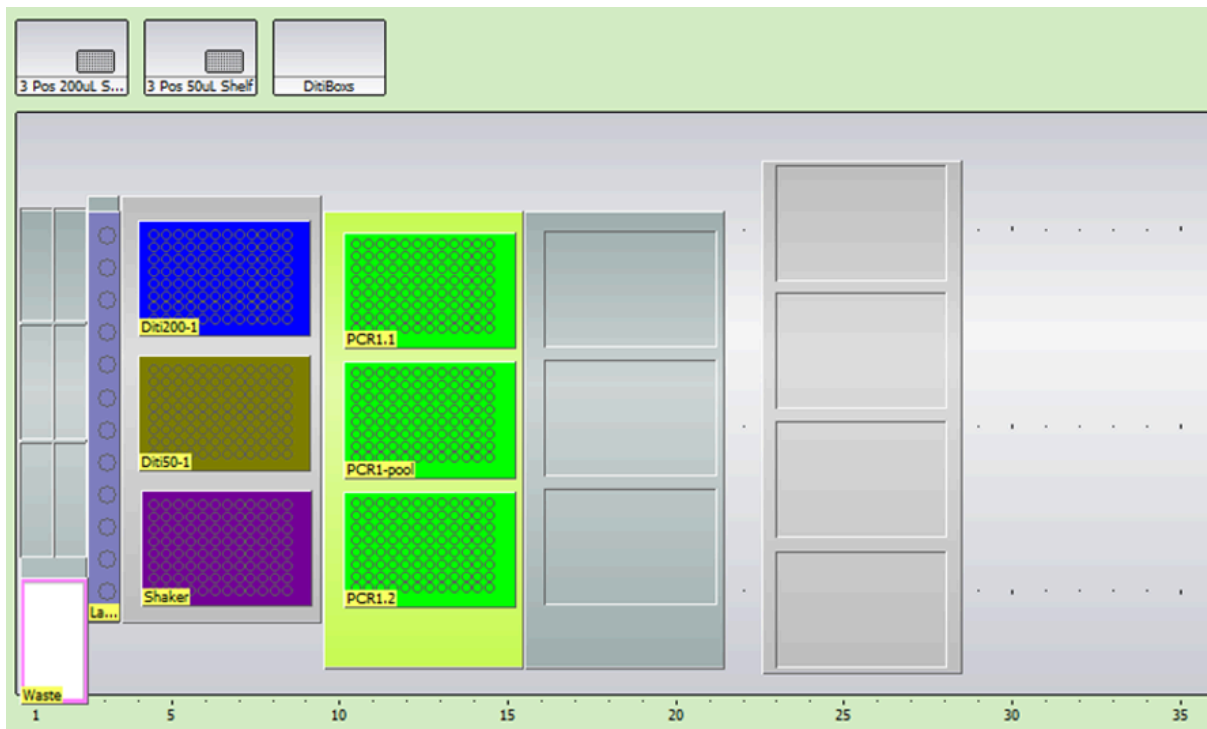 3 Pos 200uL S...
3 Pos 50uL Shelf
DitiBoxs
Diti200-1
PCR1.1
Diti50-1
PCR1-pool
Shaker
PCR1.2
La...
Waste
1 5 10 15 20 25 30 35